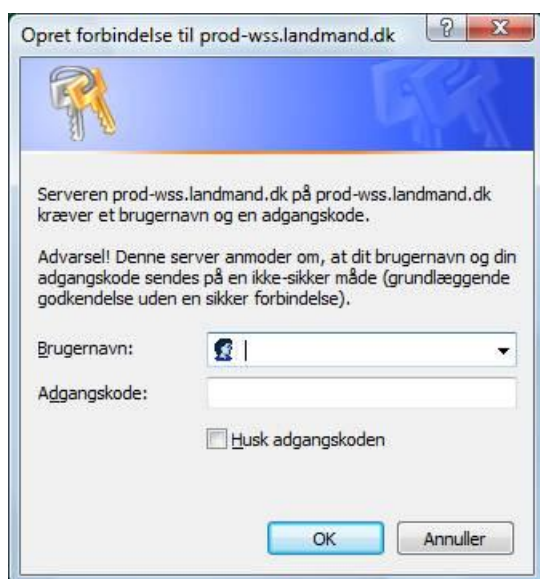 Opret forbindelse til prod-wss.landmand.dk
Serveren prod-wss.landmand.dk på prod-wss.landmand.dk
kræver et brugernavn og en adgangskode.
Advarsel! Denne server anmoder om, at dit brugernavn og din
adgangskode sendes på en ikke-sikker måde (grundlæggende
godkendelse uden en sikker forbindelse).
Brugernavn:
Adgangskode:
Husk adgangskoden
OK Annuller